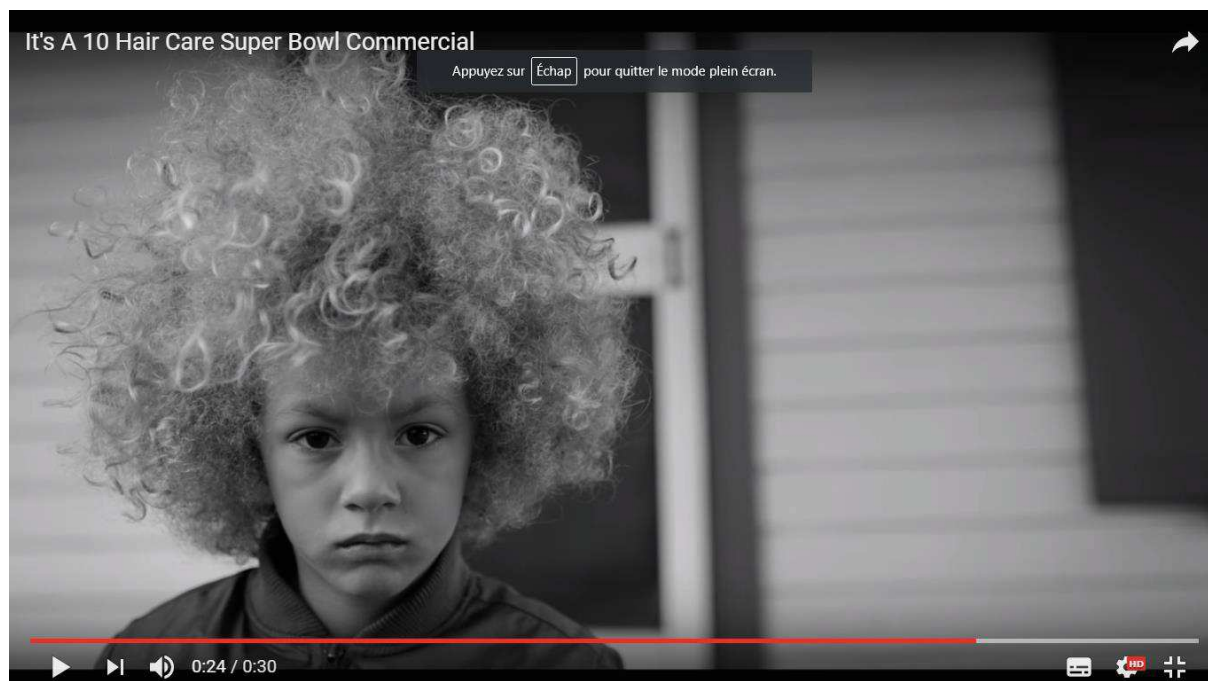 It's A 10 Hair Care Super Bowl Commercial
Appuyez sur Échap pour quitter le mode plein écran.
0:24 / 0:30
HD